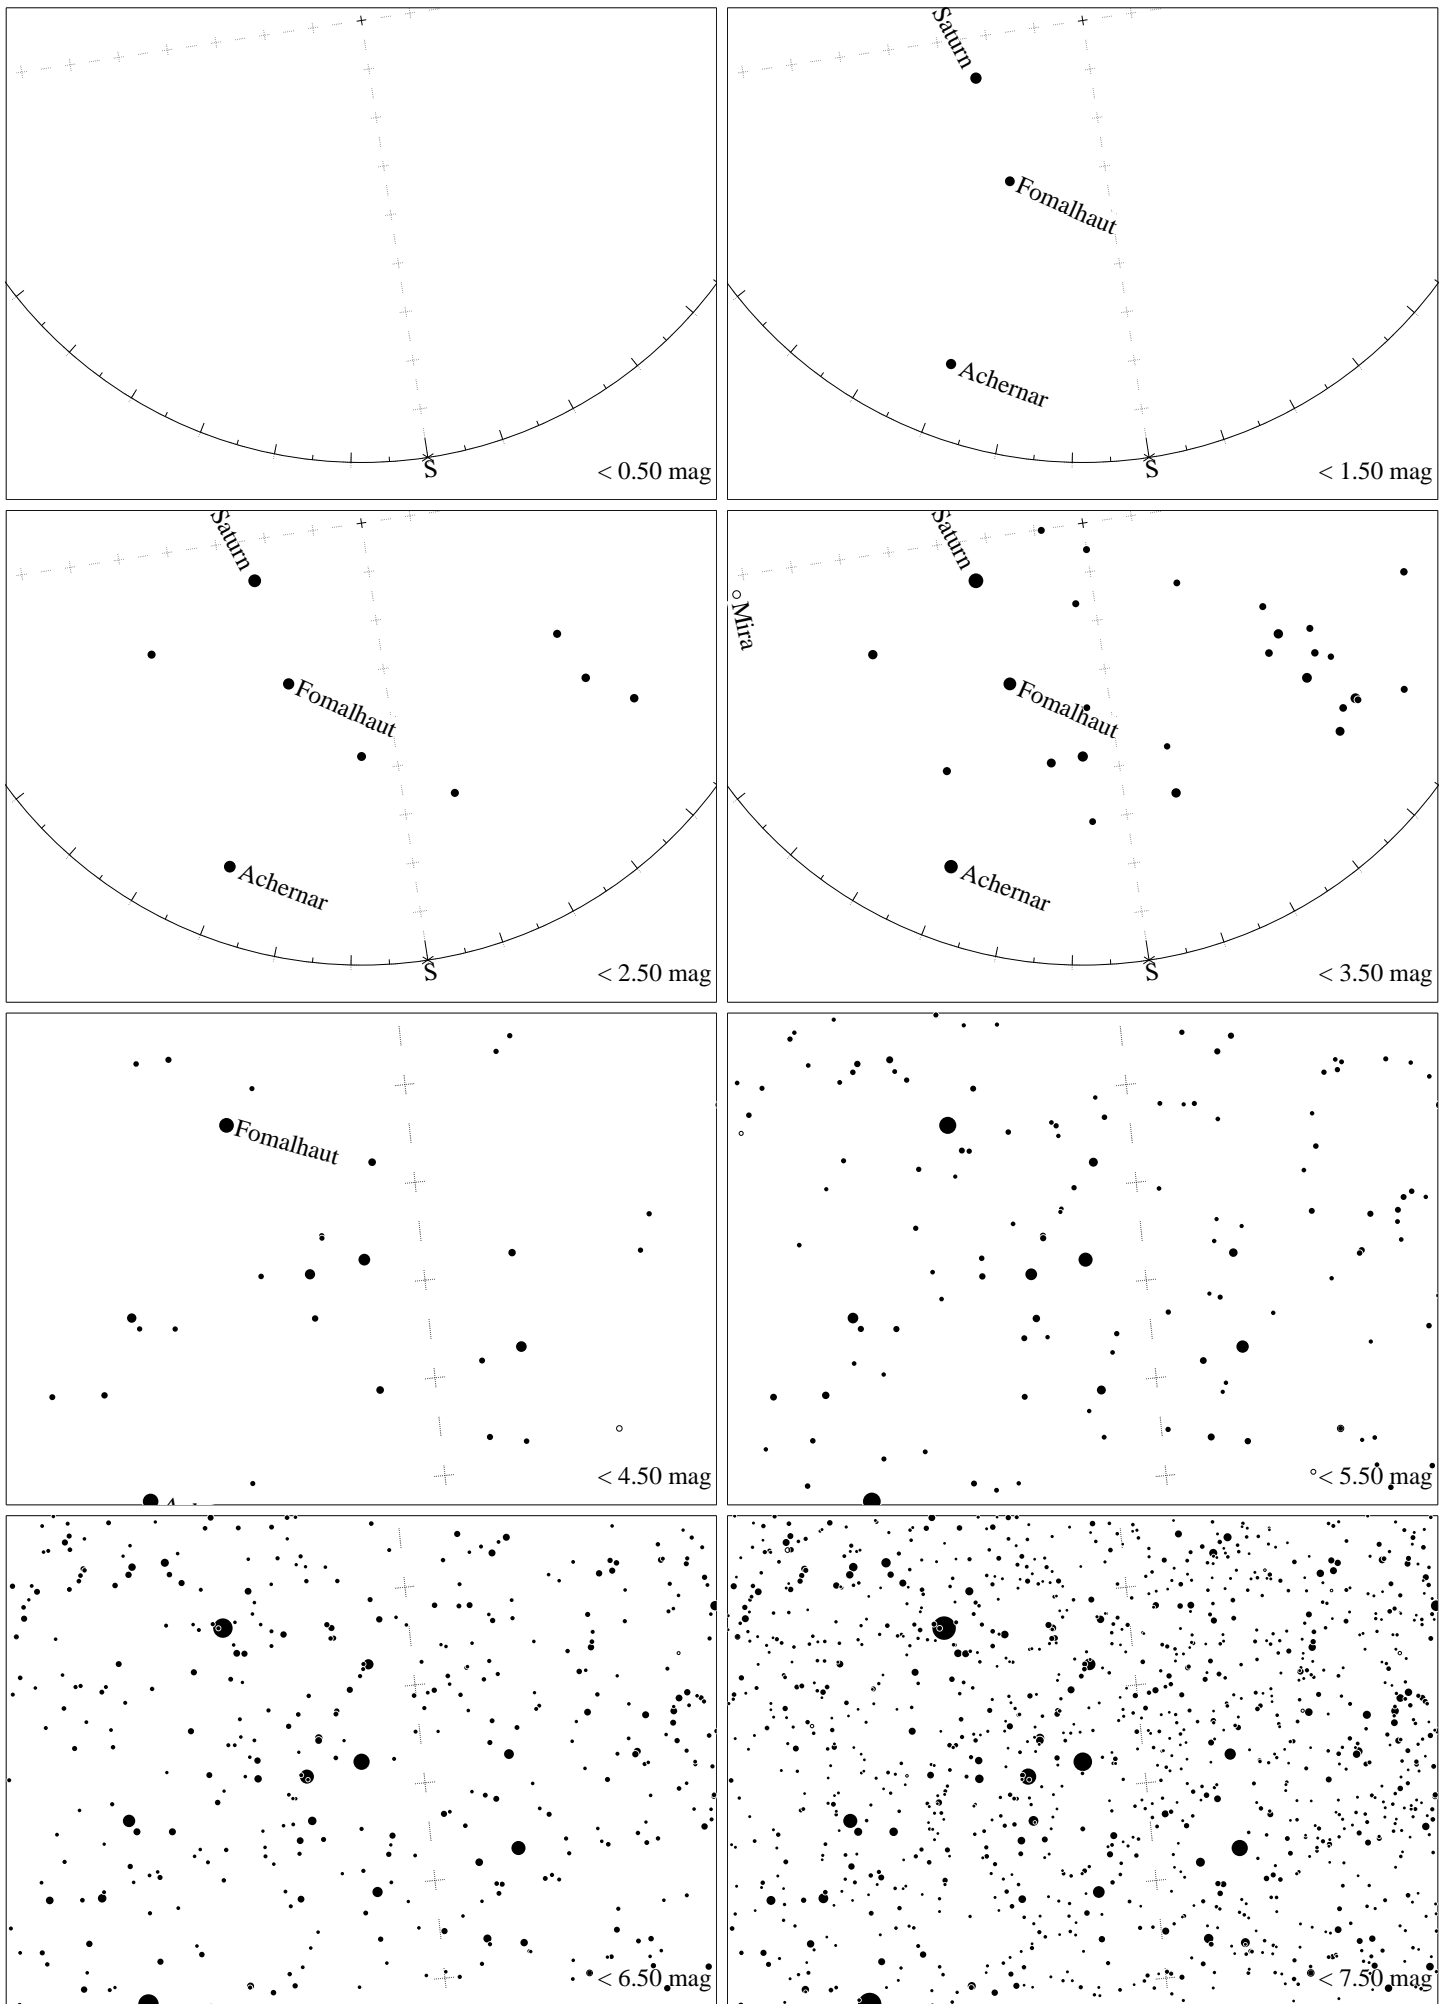 S
< 0.50 mag
Saturn
Fomalhaut
Achernar
S
< 1.50 mag
Saturn
Fomalhaut
Achernar
S
< 2.50 mag
Saturn
Mira
Fomalhaut
Achernar
S
< 3.50 mag
Fomalhaut
< 4.50 mag
< 5.50 mag
< 6.50 mag
< 7.50 mag